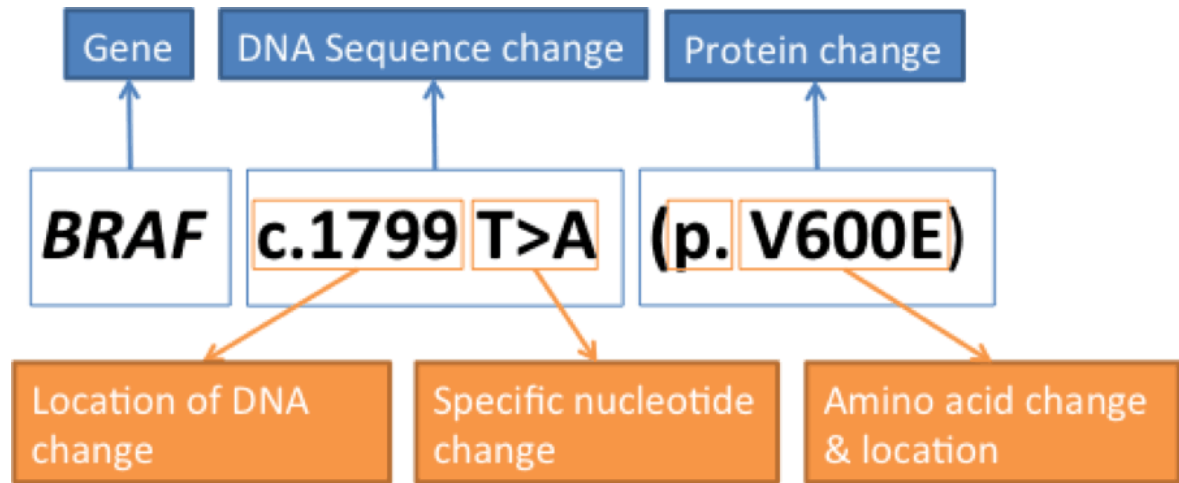 Gene
DNA Sequence change
Protein change
BRAF c.1799 T>A (p. V600E)
Location of DNA
change
Specific nucleotide
change
Amino acid change
& location